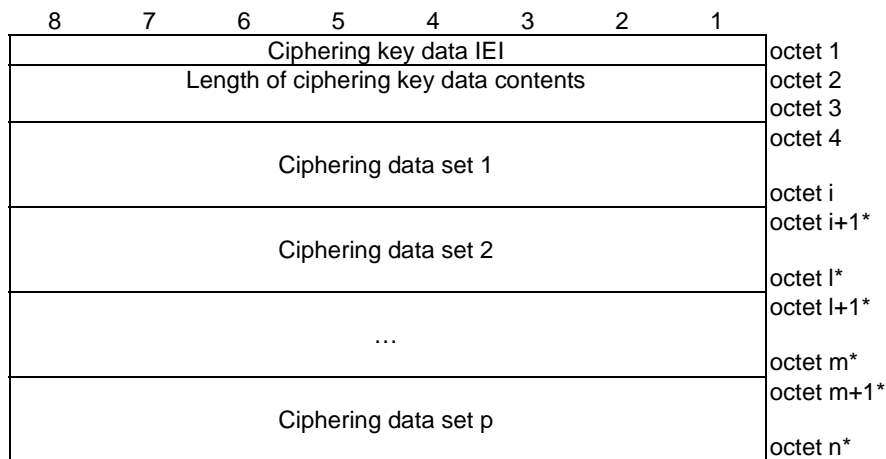 8 7 6 5 4 3 2 1
Ciphering key data IEI octet 1
Length of ciphering key data contents octet 2
octet 3
octet 4
Ciphering data set 1
octet i
octet i+1*
Ciphering data set 2
octet l*
octet l+1*
…
octet m*
octet m+1*
Ciphering data set p
octet n*